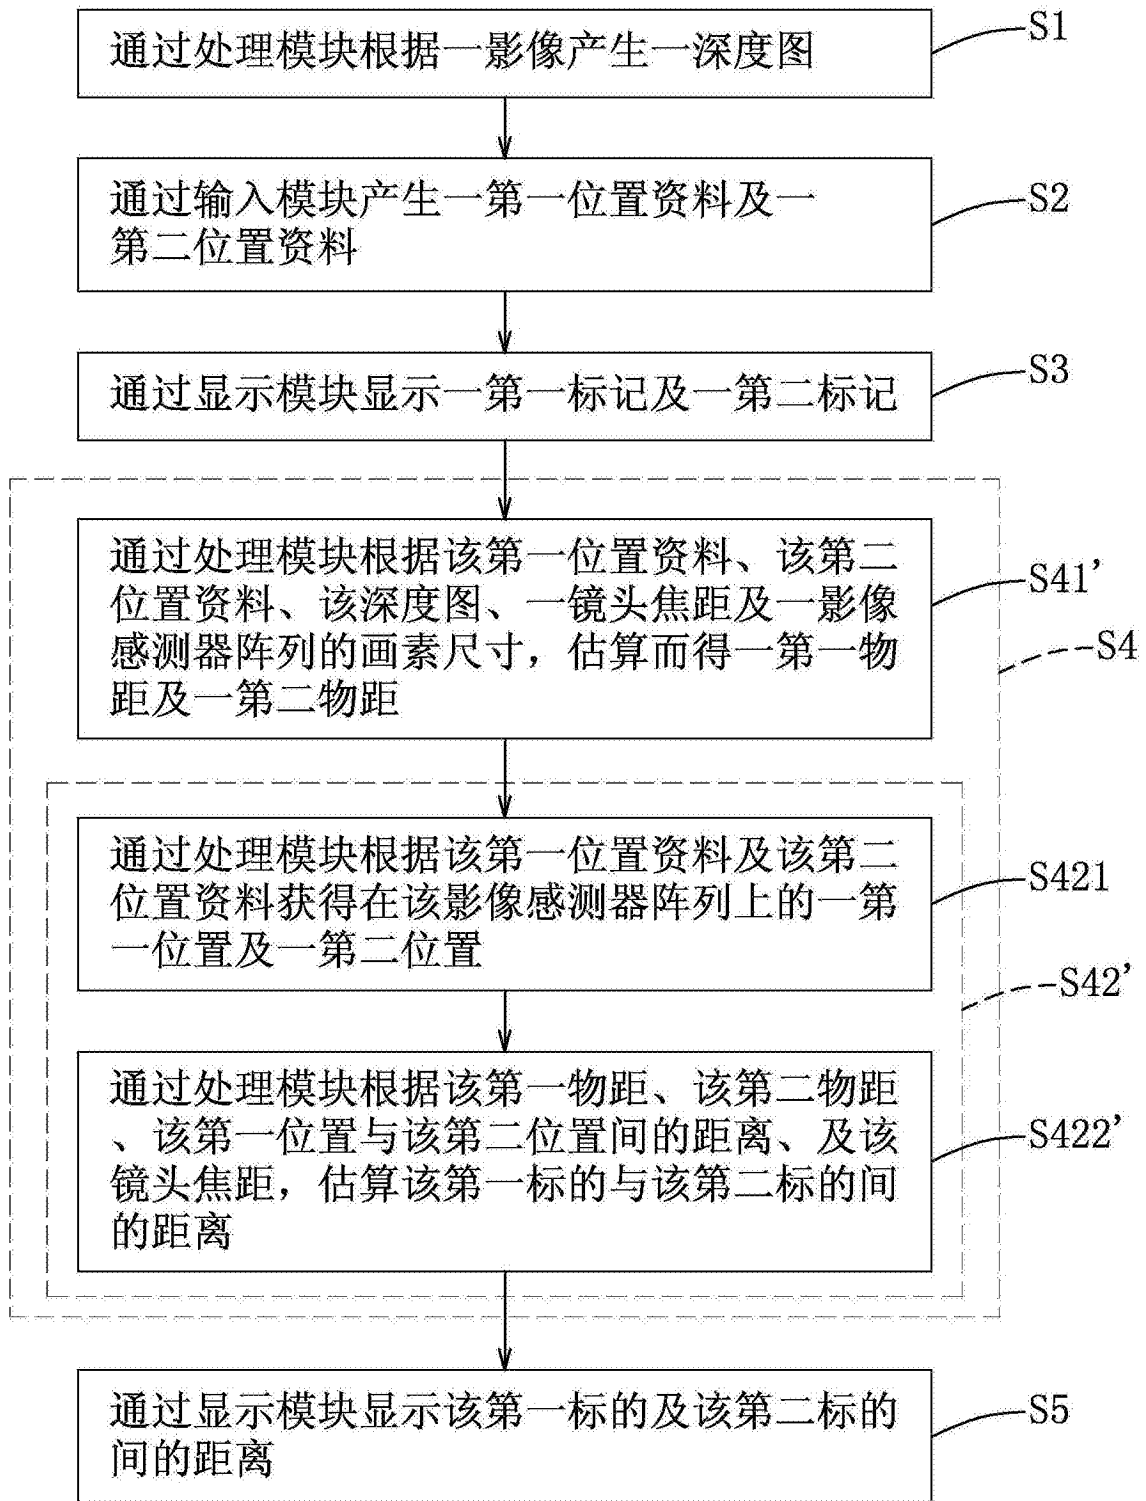 通过处理模块根据一影像产生一深度图
S1
通过输入模块产生一第一位置资料及一
第二位置资料
S2
通过显示模块显示一第一标记及一第二标记
S3
通过处理模块根据该第一位置资料、该第二
位置资料、该深度图、一镜头焦距及一影像
感测器阵列的画素尺寸，估算而得一第一物
距及一第二物距
S41'
S4
通过处理模块根据该第一位置资料及该第二
位置资料获得在该影像感测器阵列上的一第
一位置及一第二位置
S421
S42'
通过处理模块根据该第一物距、该第二物距
、该第一位置与该第二位置间的距离、及该
镜头焦距，估算该第一标的与该第二标的间
的距离
S422'
通过显示模块显示该第一标的及该第二标的
间的距离
S5